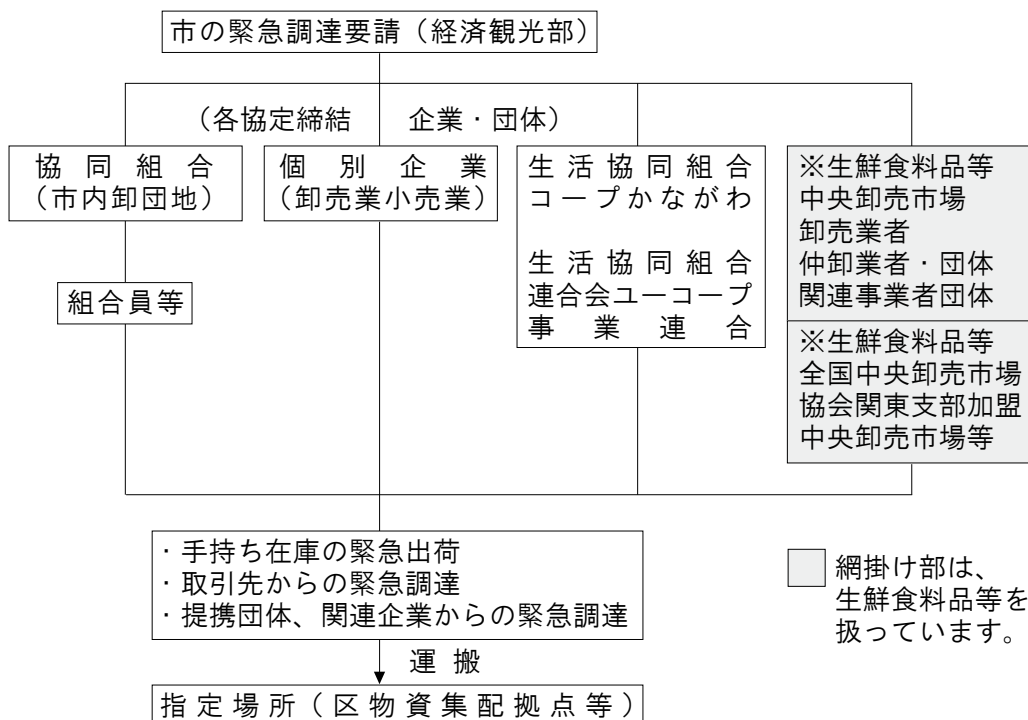 市の緊急調達要請（経済観光部）
（各協定締結　企業・団体）
協同組合
（市内卸団地）
組合員等
個別企業
（卸売業小売業）
生活協同組合
コープかながわ
生活協同組合
連合会ユーコープ
事業連合
※生鮮食料品等
中央卸売市場
卸売業者
仲卸業者・団体
関連事業者団体
※生鮮食料品等
全国中央卸売市場
協会関東支部加盟
中央卸売市場等
・手持ち在庫の緊急出荷
・取引先からの緊急調達
・提携団体、関連企業からの緊急調達
運搬
指定場所（区物資集配拠点等）
網掛け部は、
生鮮食料品等を
扱っています。